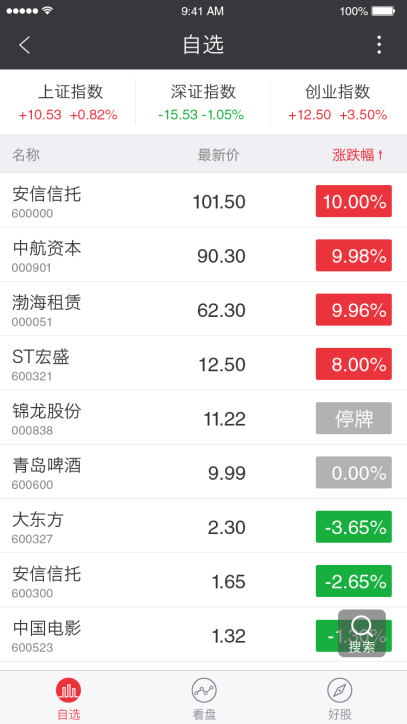 9:41 AM 100%
自选
上证指数 深证指数 创业指数
+10.53 +0.82% -15.53 -1.05% +12.50 +3.50%
名称 最新价 涨跌幅↑
安信信托 101.50 10.00%
600000
中航资本 90.30 9.98%
000901
渤海租赁 62.30 9.96%
000051
ST宏盛 12.50 8.00%
600321
锦龙股份 11.22 停牌
000838
青岛啤酒 9.99 0.00%
600600
大东方 2.30 -3.65%
600327
安信信托 1.65 -2.65%
600300
中国电影 1.32
600523
搜索
自选 看盘 好股